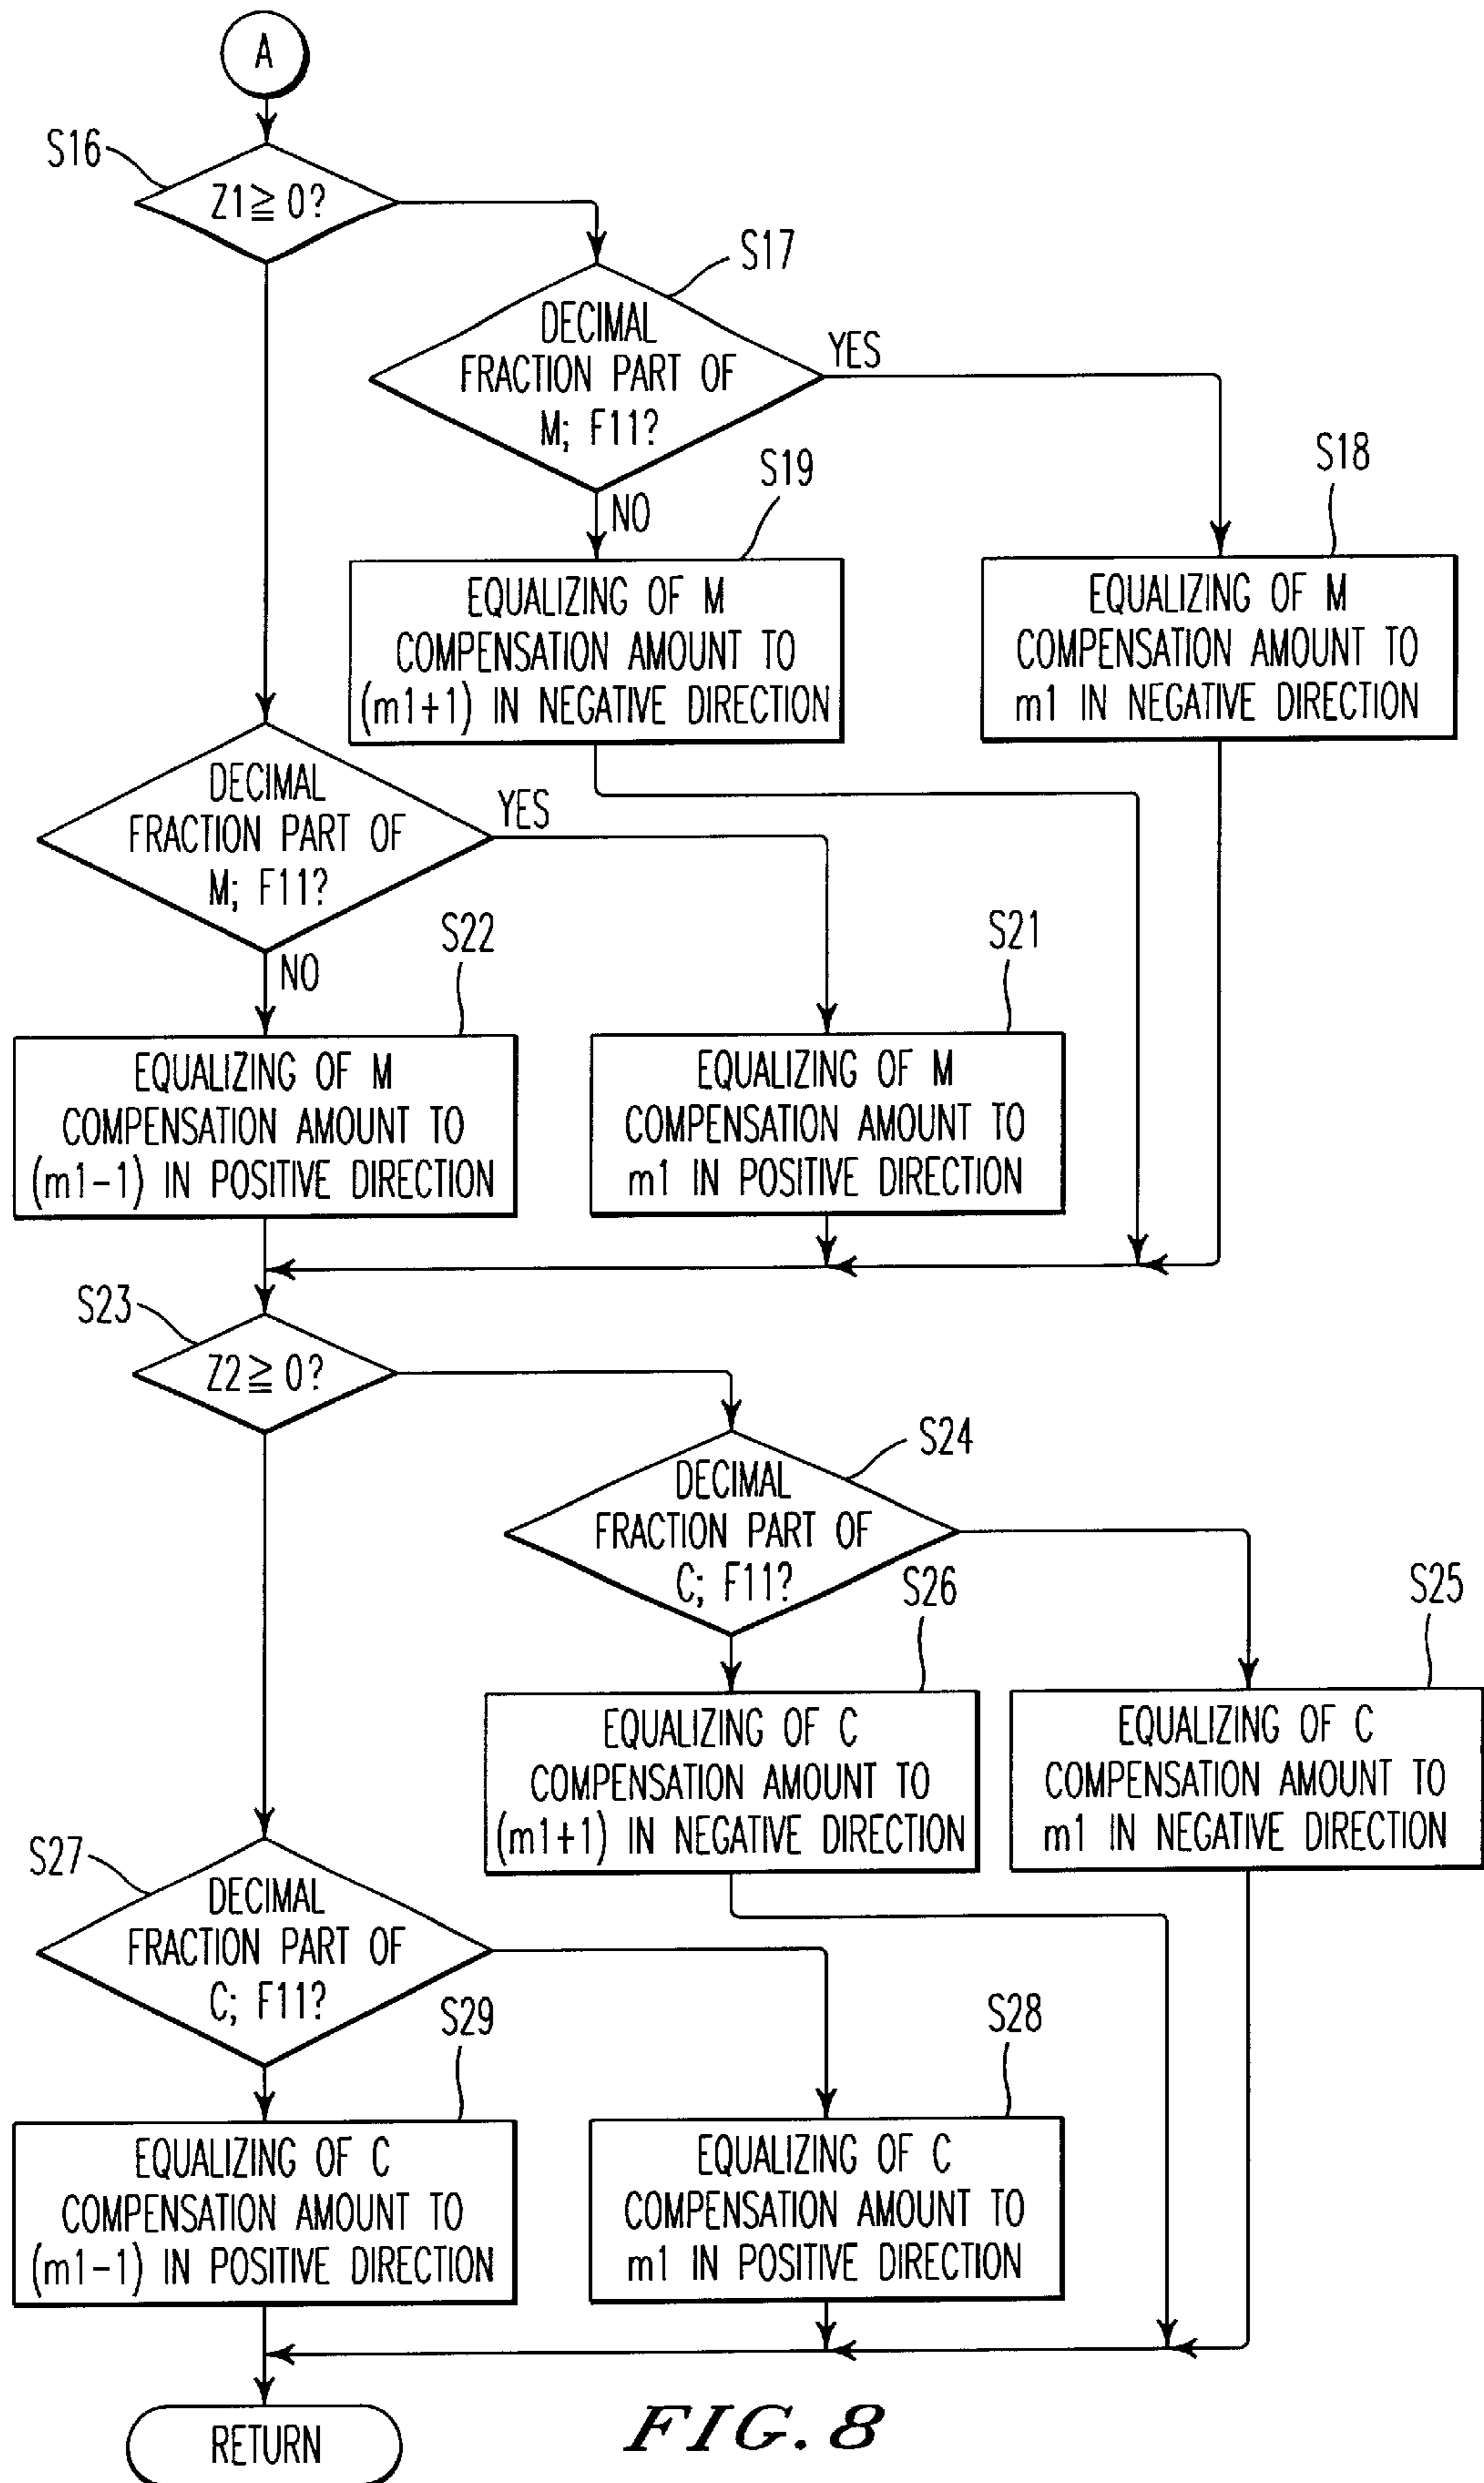 A
S16
Z1≧0?
S17
DECIMAL
FRACTION PART OF
M; F11?
YES
NO
S19
EQUALIZING OF M
COMPENSATION AMOUNT TO
(m1+1) IN NEGATIVE DIRECTION
S18
EQUALIZING OF M
COMPENSATION AMOUNT TO
m1 IN NEGATIVE DIRECTION
DECIMAL
FRACTION PART OF
M; F11?
YES
NO
S22
EQUALIZING OF M
COMPENSATION AMOUNT TO
(m1-1) IN POSITIVE DIRECTION
S21
EQUALIZING OF M
COMPENSATION AMOUNT TO
m1 IN POSITIVE DIRECTION
S23
Z2≧0?
S24
DECIMAL
FRACTION PART OF
C; F11?
S26
EQUALIZING OF C
COMPENSATION AMOUNT TO
(m1+1) IN NEGATIVE DIRECTION
S25
EQUALIZING OF C
COMPENSATION AMOUNT TO
m1 IN NEGATIVE DIRECTION
S27
DECIMAL
FRACTION PART OF
C; F11?
S29
EQUALIZING OF C
COMPENSATION AMOUNT TO
(m1-1) IN POSITIVE DIRECTION
S28
EQUALIZING OF C
COMPENSATION AMOUNT TO
m1 IN POSITIVE DIRECTION
RETURN
FIG. 8